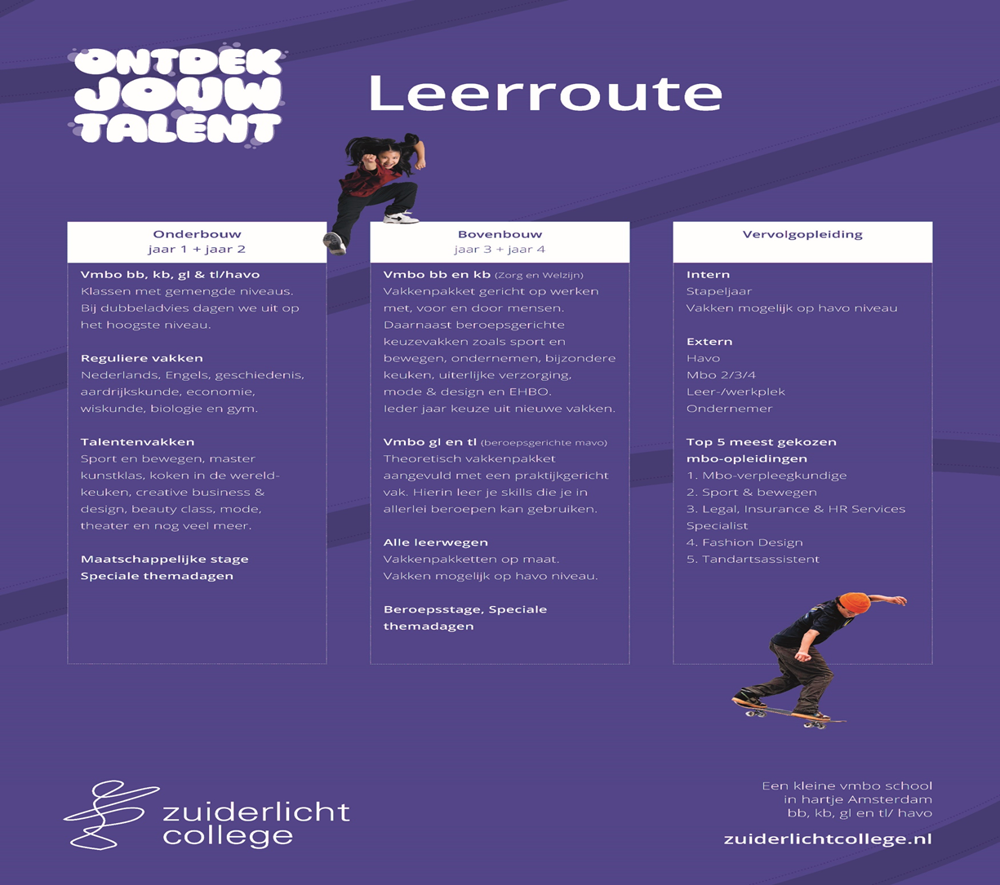 ONTDEK
JOUW
TALENT
Leerroute
Onderbouw
jaar 1 + jaar 2
Vmbo bb, kb, gl & tl/havo
Klassen met gemengde niveaus.
Bij dubbeladvies dagen we uit op
het hoogste niveau.
Reguliere vakken
Nederlands, Engels, geschiedenis,
aardrijkskunde, economie,
wiskunde, biologie en gym.
Talentenvakken
Sport en bewegen, master
kunstklas, koken in de wereld-
keuken, creative business &
design, beauty class, mode,
theater en nog veel meer.
Maatschappelijke stage
Speciale themadagen
Bovenbouw
jaar 3 + jaar 4
Vmbo bb en kb (Zorg en Welzijn)
Vakkenpakket gericht op werken
met, voor en door mensen.
Daarnaast beroepsgerichte
keuzevakken zoals sport en
bewegen, ondernemen, bijzondere
keuken, uiterlijke verzorging,
mode & design en EHBO.
Ieder jaar keuze uit nieuwe vakken.
Vmbo gl en tl (beroepsgerichte mavo)
Theoretisch vakkenpakket
aangevuld met een praktijkgericht
vak. Hierin leer je skills die je in
allerlei beroepen kan gebruiken.
Alle leerwegen
Vakkenpakketten op maat.
Vakken mogelijk op havo niveau.
Beroepsstage, Speciale
themadagen
Vervolgopleiding
Intern
Stapeljaar
Vakken mogelijk op havo niveau
Extern
Havo
Mbo 2/3/4
Leer-/werkplek
Ondernemer
Top 5 meest gekozen
mbo-opleidingen
1. Mbo-verpleegkundige
2. Sport & bewegen
3. Legal, Insurance & HR Services
Specialist
4. Fashion Design
5. Tandartsassistent
zuiderlicht
college
Een kleine vmbo school
in hartje Amsterdam
bb, kb, gl en tl/ havo
zuiderlichtcollege.nl